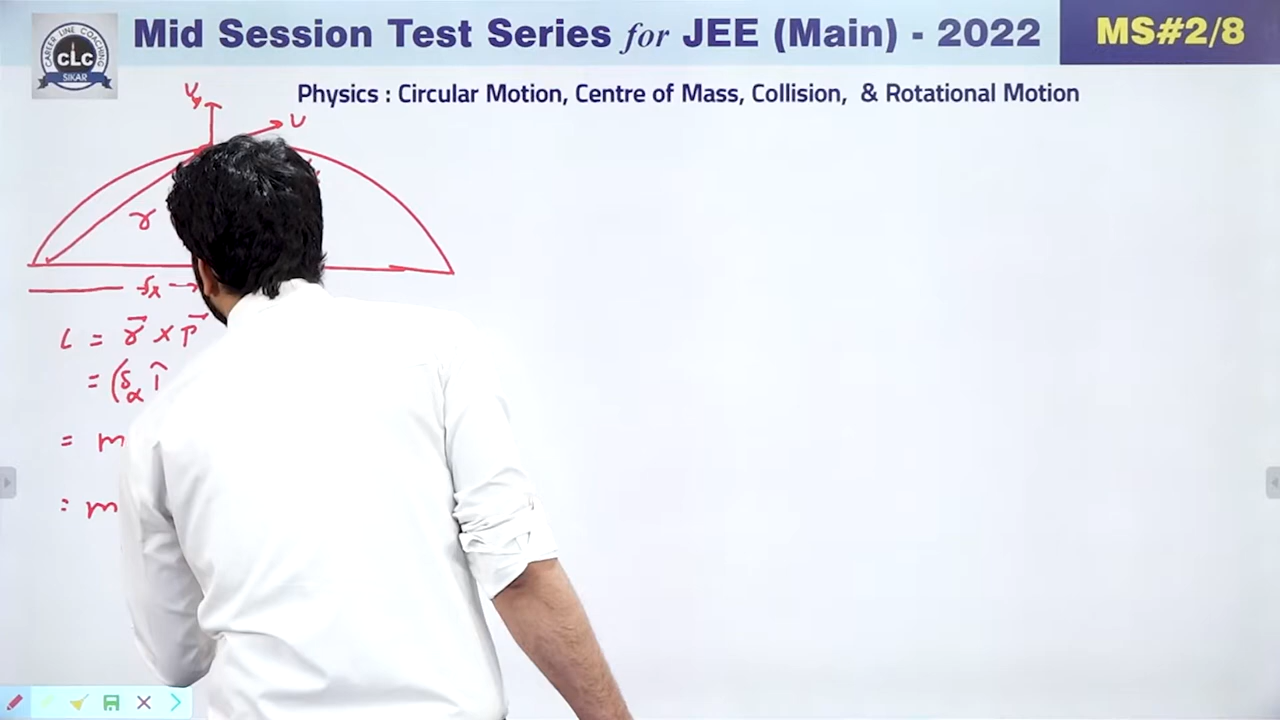 Mid Session Test Series for JEE (Main) - 2022
MS#2/8
CAREER LINE COACHING
CLC
SIKAR
Physics : Circular Motion, Centre of Mass, Collision, & Rotational Motion
Vy
v
r
L = r⃗ × P⃗
= (
= m
= m